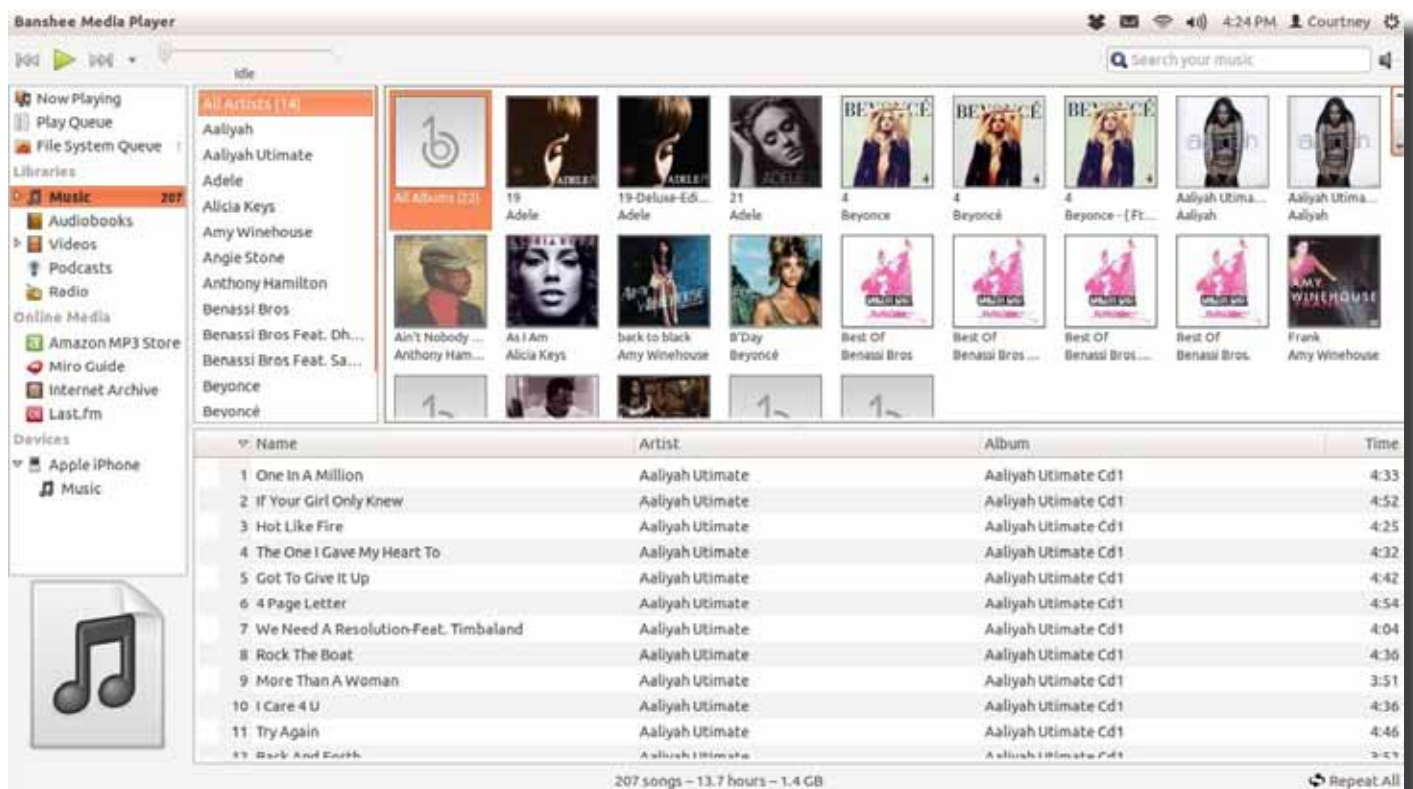 Banshee Media Player
4:24 PM Courtney
Idle
Search your music
Now Playing
Play Queue
File System Queue
Libraries
Music 207
Audiobooks
Videos
Podcasts
Radio
Online Media
Amazon MP3 Store
Miro Guide
Internet Archive
Last.fm
Devices
Apple iPhone
Music
All Artists (14)
Aaliyah
Aaliyah Utimate
Adele
Alicia Keys
Amy Winehouse
Angie Stone
Anthony Hamilton
Benassi Bros
Benassi Bros Feat. Dh...
Benassi Bros Feat. Sa...
Beyonce
Beyoncé
All Albums (22)
19
Adele
19-Deluxe-Edi...
Adele
21
Adele
4
Beyonce
4
Beyoncé
4
Beyonce - ( Ft...
Aaliyah Utima...
Aaliyah
Aaliyah Utima...
Aaliyah
Ain't Nobody ...
Anthony Ham...
As I Am
Alicia Keys
back to black
Amy Winehouse
B'Day
Beyoncé
Best Of
Benassi Bros
Best Of
Benassi Bros ...
Best Of
Benassi Bros ...
Best Of
Benassi Bros.
AMY
WINEHOUSE
Frank
Amy Winehouse
Name Artist Album Time
1 One In A Million Aaliyah Utimate Aaliyah Utimate Cd1 4:33
2 If Your Girl Only Knew Aaliyah Utimate Aaliyah Utimate Cd1 4:52
3 Hot Like Fire Aaliyah Utimate Aaliyah Utimate Cd1 4:25
4 The One I Gave My Heart To Aaliyah Utimate Aaliyah Utimate Cd1 4:32
5 Got To Give It Up Aaliyah Utimate Aaliyah Utimate Cd1 4:42
6 4 Page Letter Aaliyah Utimate Aaliyah Utimate Cd1 4:54
7 We Need A Resolution-Feat. Timbaland Aaliyah Utimate Aaliyah Utimate Cd1 4:04
8 Rock The Boat Aaliyah Utimate Aaliyah Utimate Cd1 4:36
9 More Than A Woman Aaliyah Utimate Aaliyah Utimate Cd1 3:51
10 I Care 4 U Aaliyah Utimate Aaliyah Utimate Cd1 4:36
11 Try Again Aaliyah Utimate Aaliyah Utimate Cd1 4:46
12 Back And Forth Aaliyah Utimate Aaliyah Utimate Cd1 3:57
207 songs – 13.7 hours – 1.4 GB
Repeat All